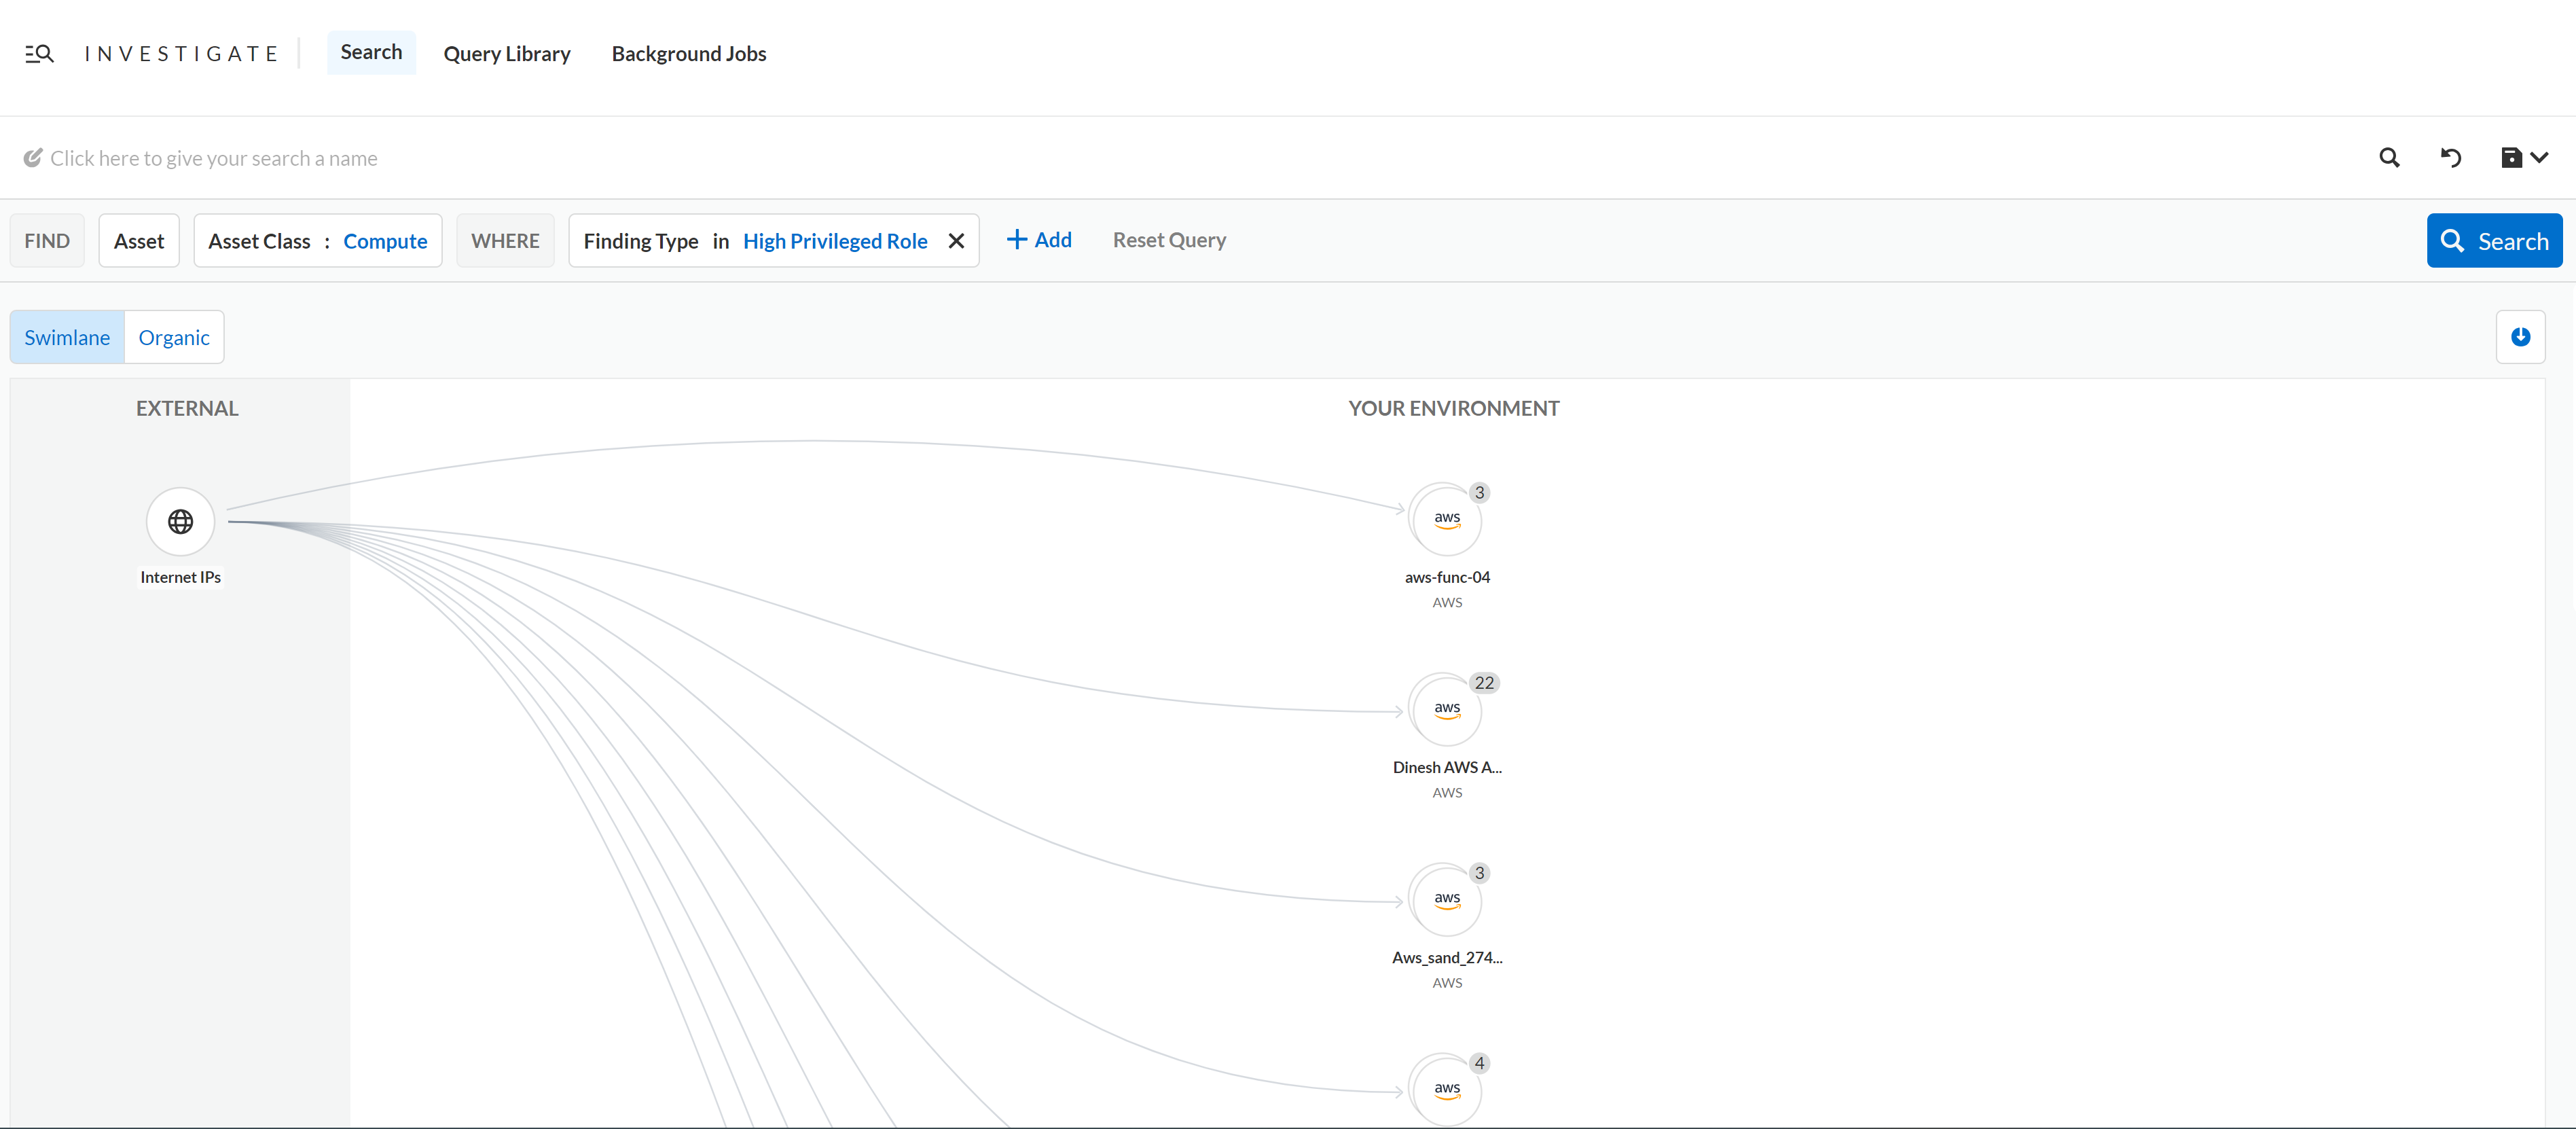 INVESTIGATE Search Query Library Background Jobs
Click here to give your search a name
FIND Asset Asset Class : Compute WHERE Finding Type in High Privileged Role Add Reset Query Search
Swimlane Organic
EXTERNAL YOUR ENVIRONMENT
3
aws
Internet IPs aws-func-04
AWS
22
aws
Dinesh AWS A...
AWS
3
aws
Aws_sand_274...
AWS
4
aws